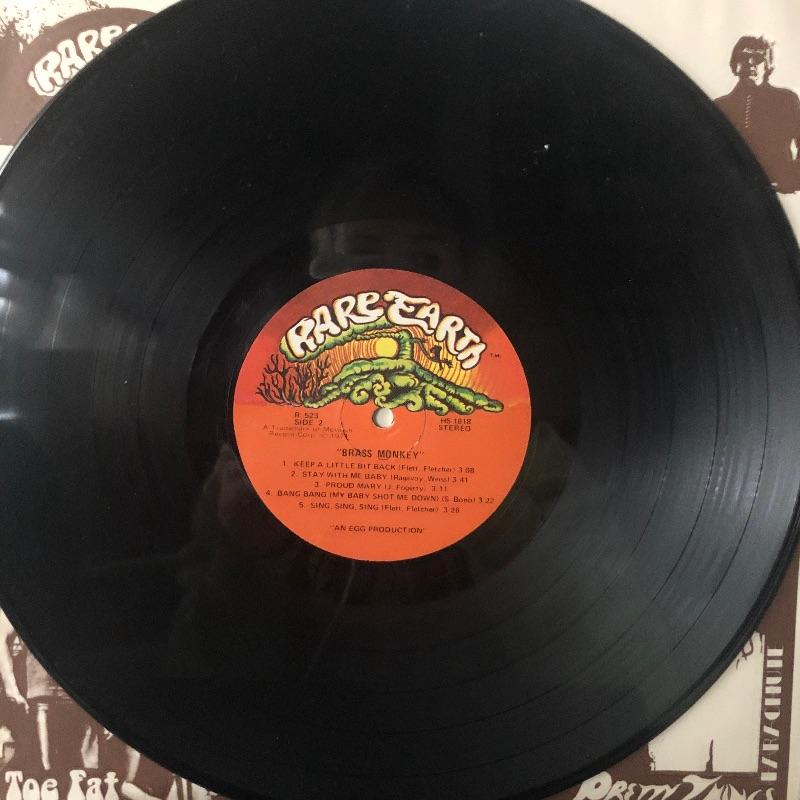 RARE
RARE EARTH
T.M.
R 523
SIDE 2
HS-1818
STEREO
A Trademark of Motown
Record Corp. © 1971
"BRASS MONKEY"
1. KEEP A LITTLE BIT BACK (Flett, Fletcher) 3:08
2. STAY WITH ME BABY (Ragavoy, Weiss) 3:41
3. PROUD MARY (J. Fogerty) 3:11
4. BANG BANG (MY BABY SHOT ME DOWN) (S. Bono) 3:22
5. SING, SING, SING (Flett, Fletcher) 3:28
"AN EGG PRODUCTION"
PARACHUTE
Toe Fat
PRETTY THINGS